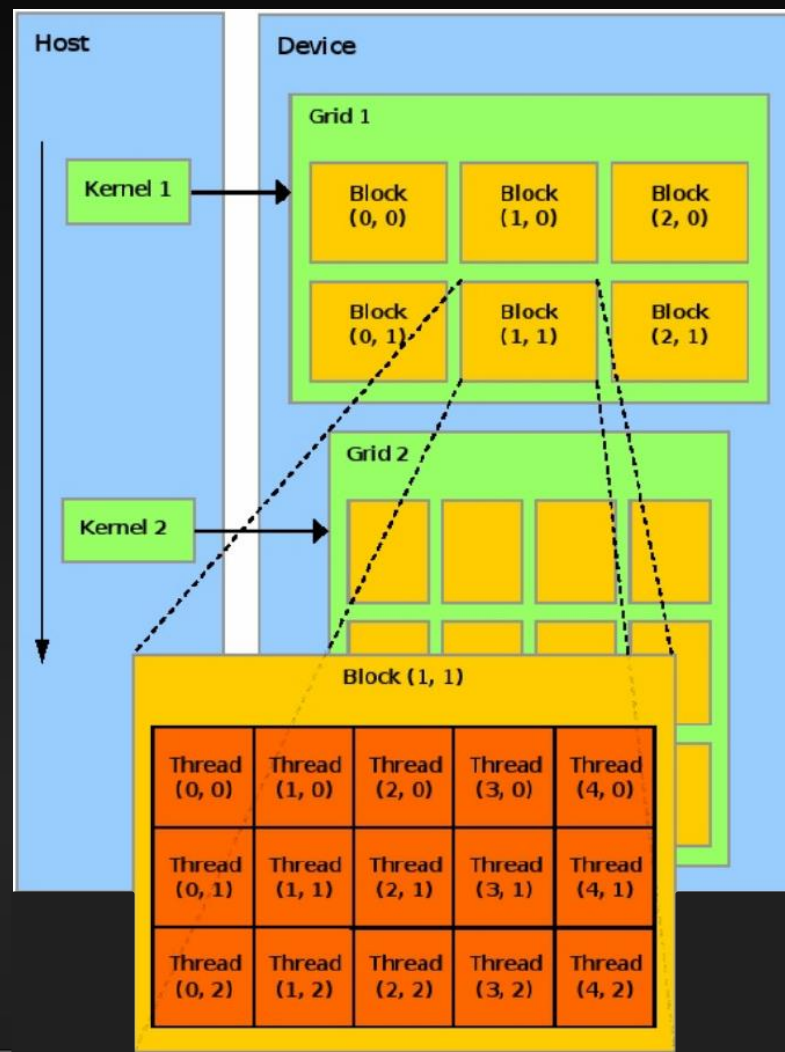 Host
Device
Grid 1
Kernel 1
Block
(0, 0)
Block
(1, 0)
Block
(2, 0)
Block
(0, 1)
Block
(1, 1)
Block
(2, 1)
Grid 2
Kernel 2
Block (1, 1)
Thread
(0, 0)
Thread
(1, 0)
Thread
(2, 0)
Thread
(3, 0)
Thread
(4, 0)
Thread
(0, 1)
Thread
(1, 1)
Thread
(2, 1)
Thread
(3, 1)
Thread
(4, 1)
Thread
(0, 2)
Thread
(1, 2)
Thread
(2, 2)
Thread
(3, 2)
Thread
(4, 2)